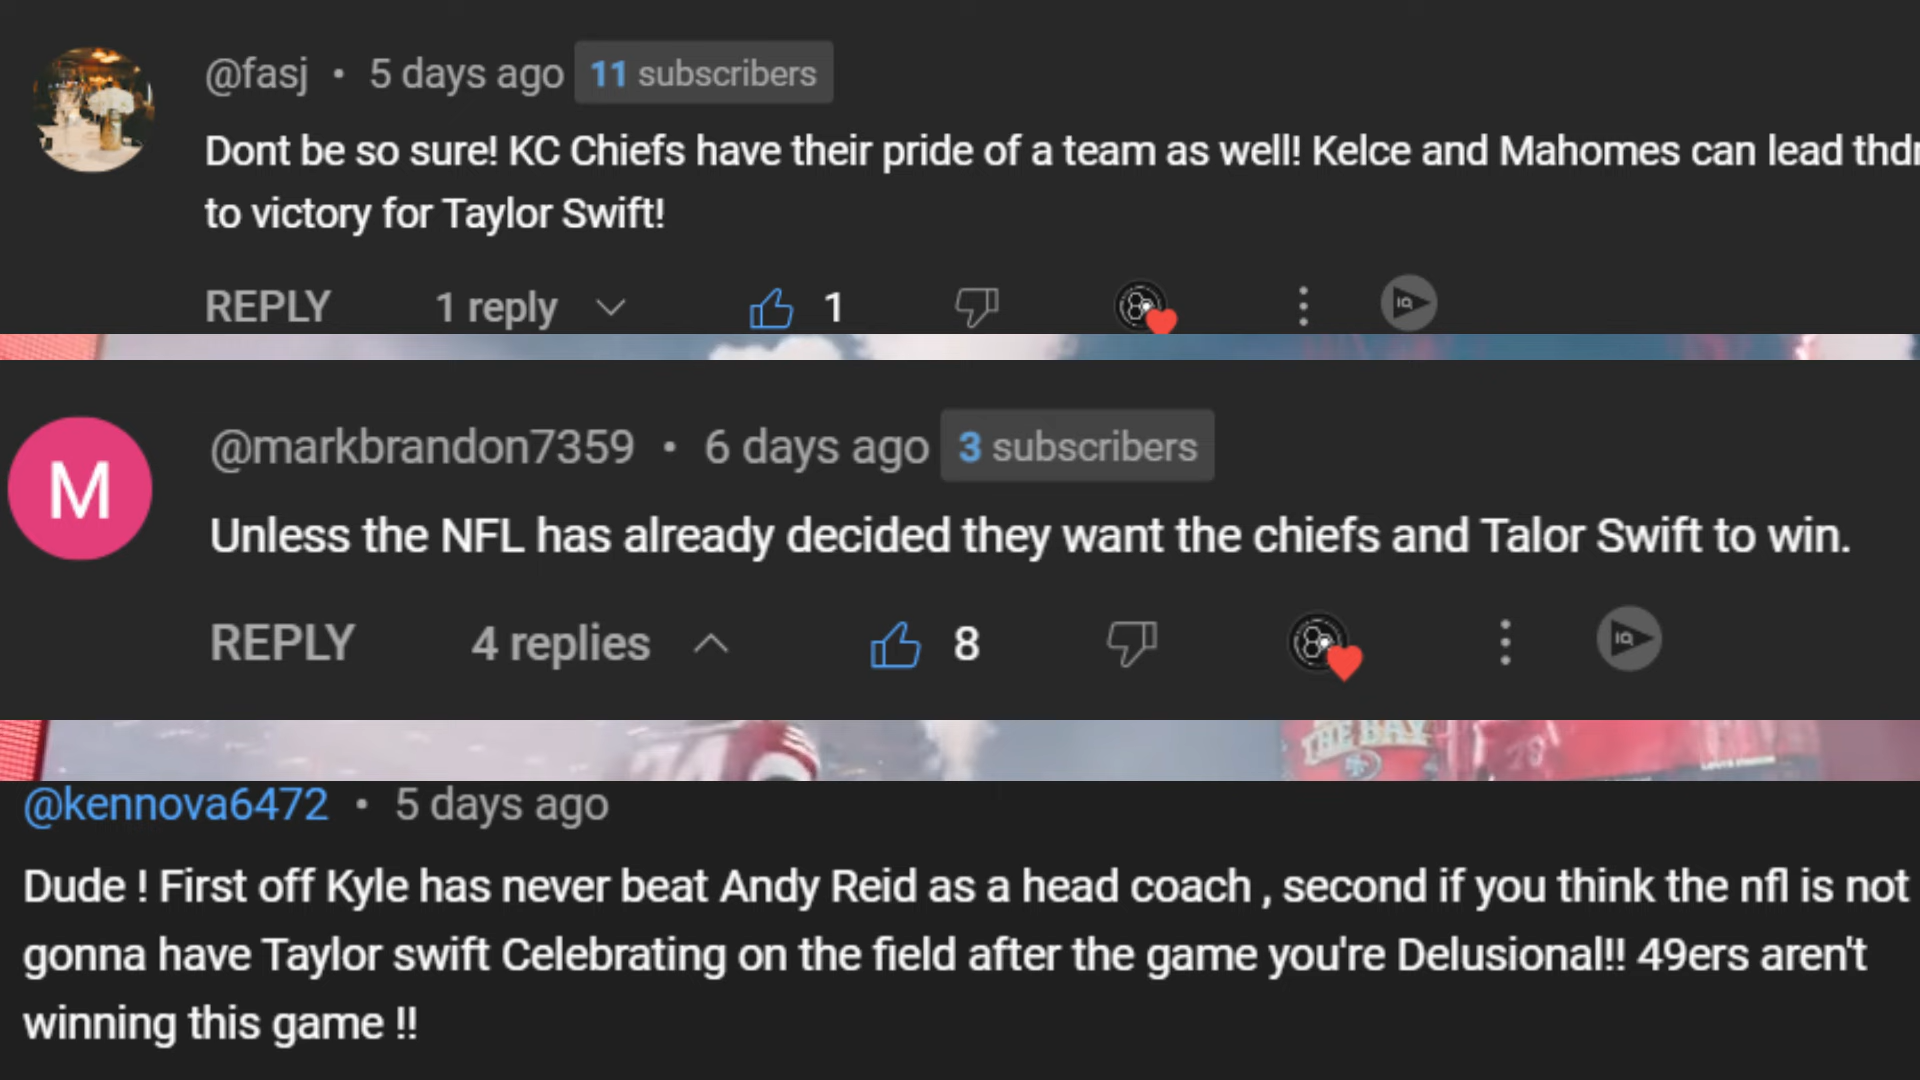 @fasj • 5 days ago 11 subscribers
Dont be so sure! KC Chiefs have their pride of a team as well! Kelce and Mahomes can lead
to victory for Taylor Swift!
REPLY 1 reply 1
IQ
M
@markbrandon7359 • 6 days ago 3 subscribers
Unless the NFL has already decided they want the chiefs and Talor Swift to win.
REPLY 4 replies 8
IQ
THE BAY
@kennova6472 • 5 days ago
Dude ! First off Kyle has never beat Andy Reid as a head coach , second if you think the nfl is not
gonna have Taylor swift Celebrating on the field after the game you're Delusional!! 49ers aren't
winning this game !!